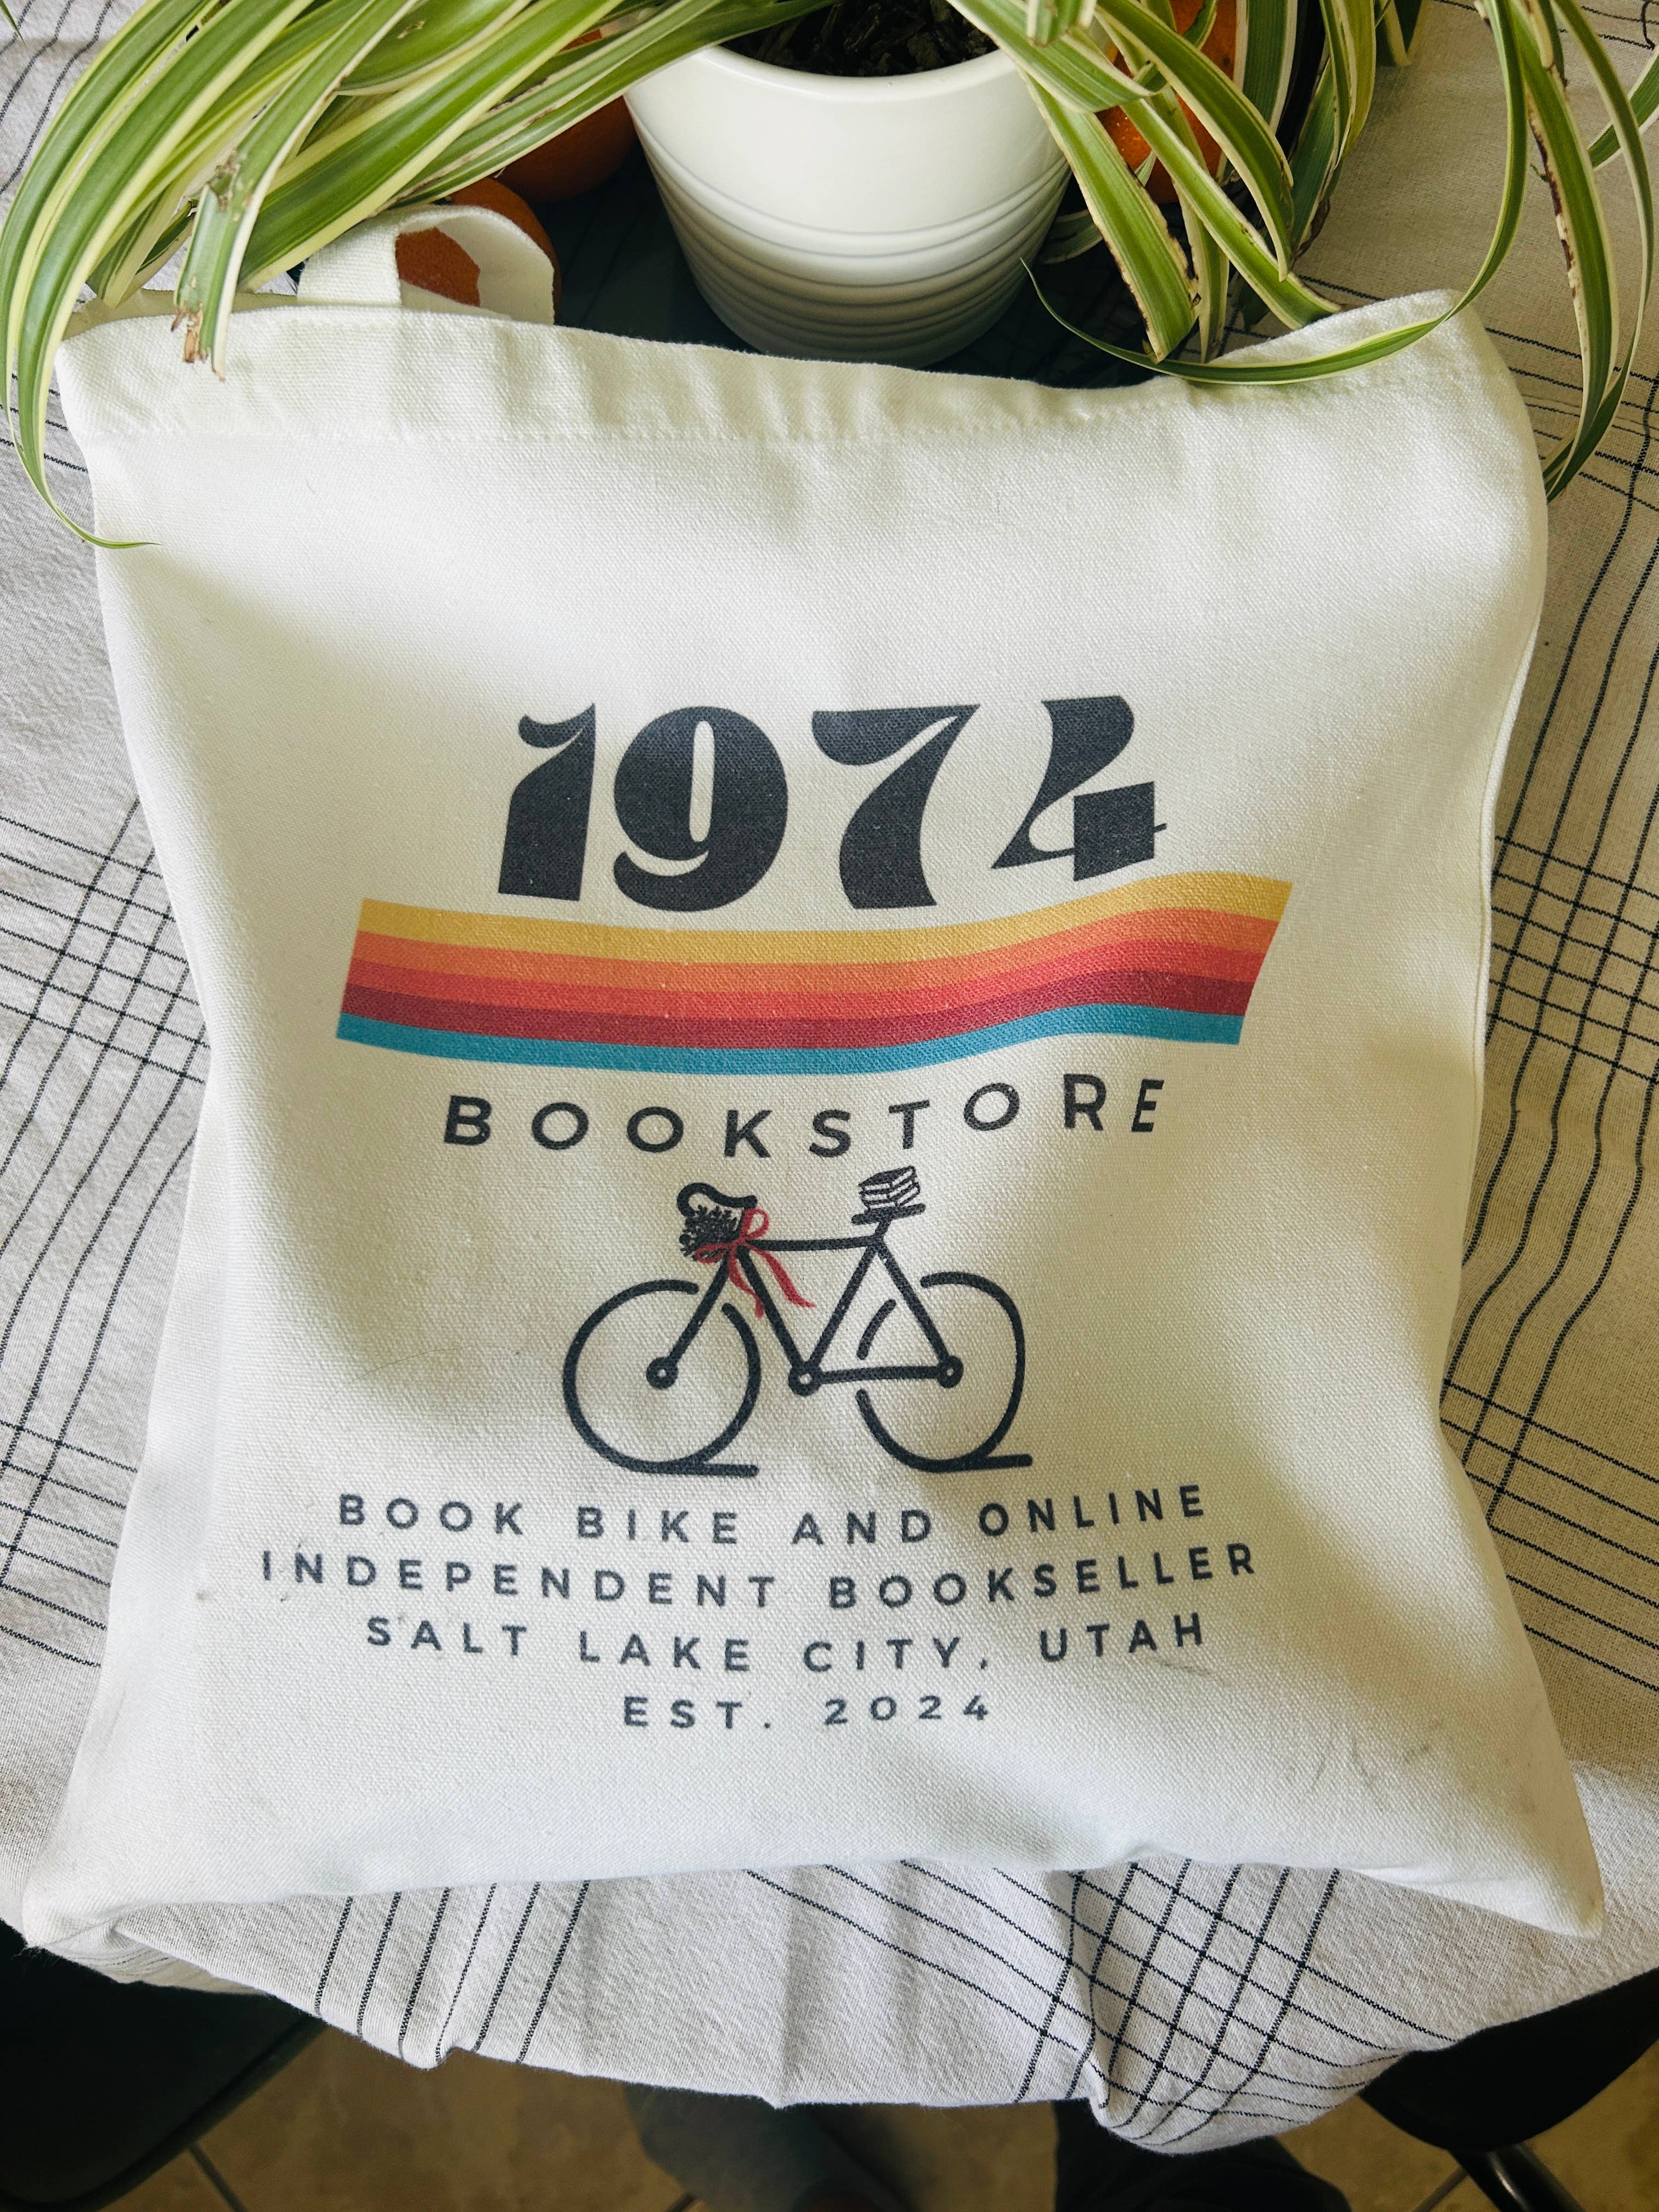 1974
BOOKSTORE
BOOK BIKE AND ONLINE
INDEPENDENT BOOKSELLER
SALT LAKE CITY, UTAH
EST. 2024